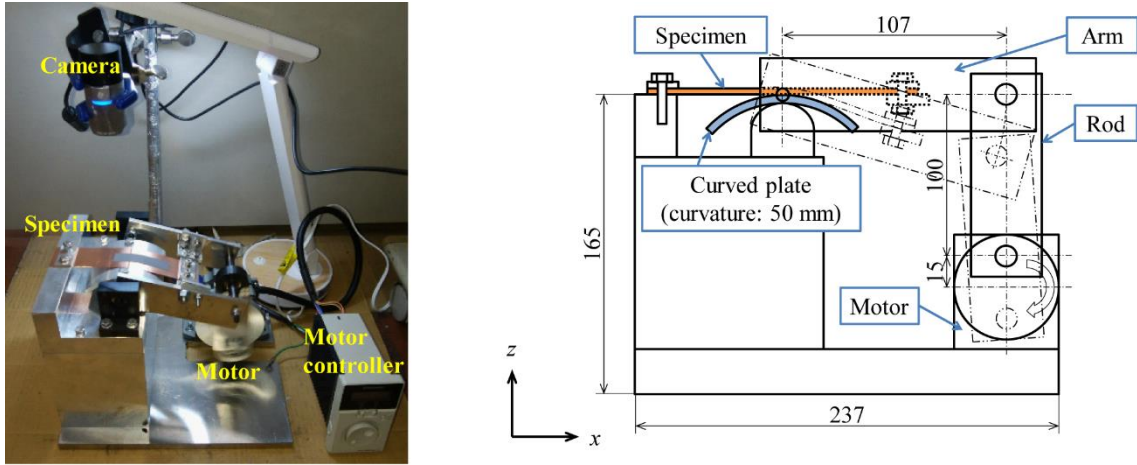 Camera
Specimen
Motor
Motor
controller
107
Specimen
Arm
Rod
Curved plate
(curvature: 50 mm)
100
165
15
Motor
z
x
237